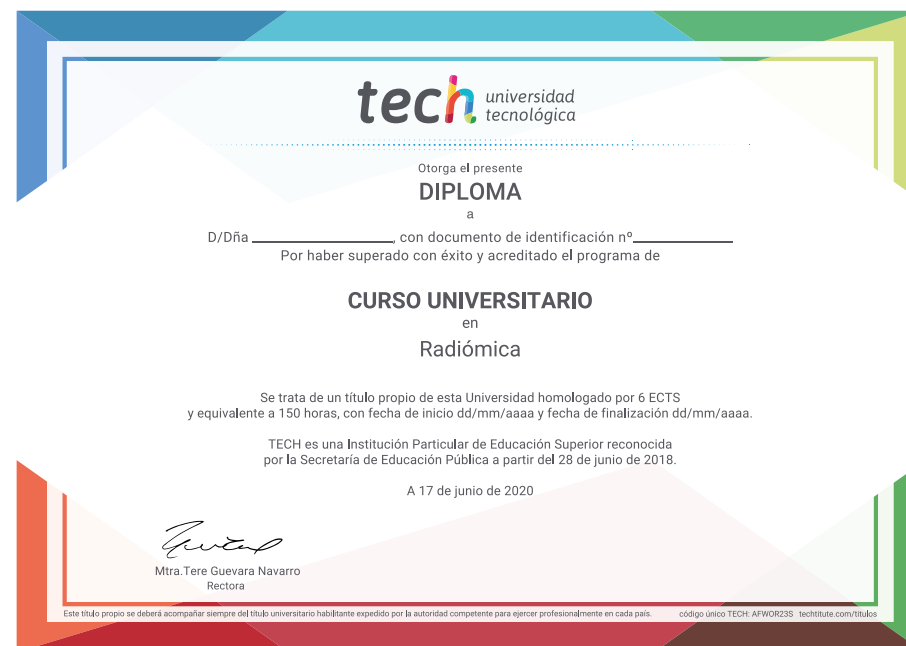 tech universidad
tecnológica
Otorga el presente
DIPLOMA
a
D/Dña ____________________, con documento de identificación nº______________
Por haber superado con éxito y acreditado el programa de
CURSO UNIVERSITARIO
en
Radiómica
Se trata de un título propio de esta Universidad homologado por 6 ECTS
y equivalente a 150 horas, con fecha de inicio dd/mm/aaaa y fecha de finalización dd/mm/aaaa.
TECH es una Institución Particular de Educación Superior reconocida
por la Secretaría de Educación Pública a partir del 28 de junio de 2018.
A 17 de junio de 2020
Mtra.Tere Guevara Navarro
Rectora
Este título propio se deberá acompañar siempre del título universitario habilitante expedido por la autoridad competente para ejercer profesionalmente en cada país. código único TECH: AFWOR23S techtitute.com/títulos